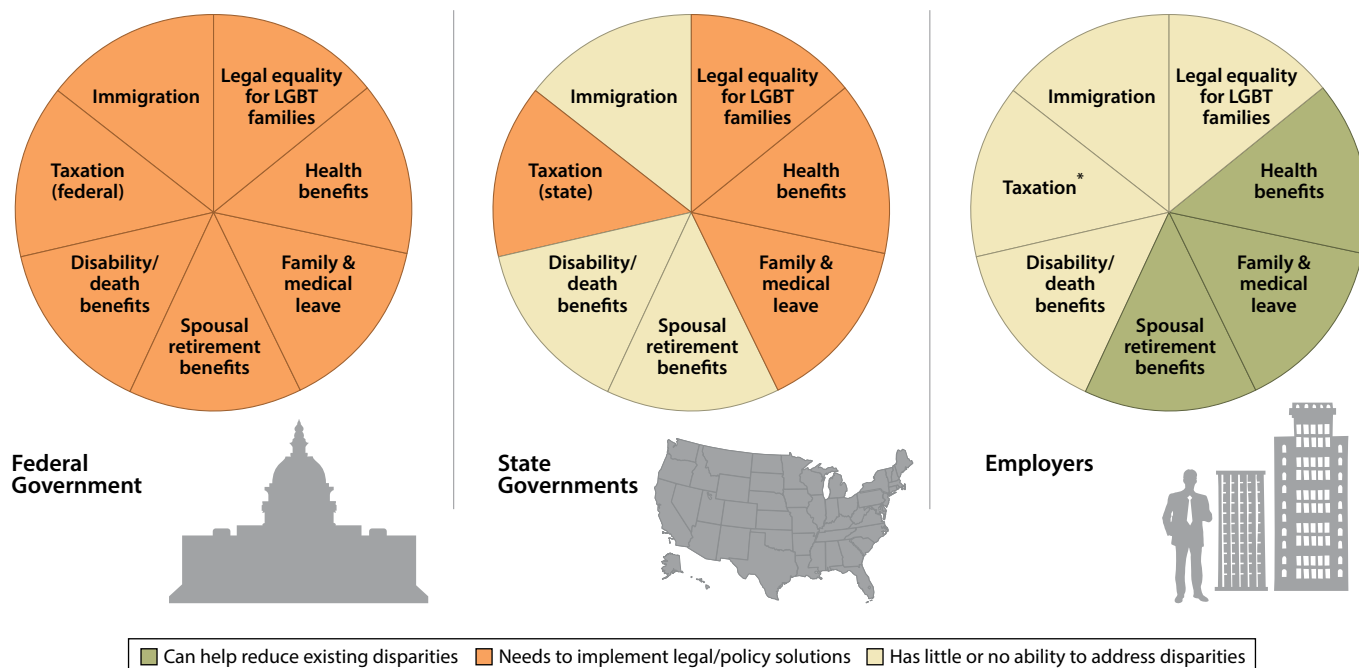 Immigration
Legal equality
for LGBT
families
Health
benefits
Family &
medical
leave
Spousal
retirement
benefits
Disability/
death
benefits
Taxation
(federal)
Federal
Government
Immigration
Legal equality
for LGBT
families
Health
benefits
Family &
medical
leave
Spousal
retirement
benefits
Disability/
death
benefits
Taxation
(state)
State
Governments
Immigration
Legal equality
for LGBT
families
Health
benefits
Family &
medical
leave
Spousal
retirement
benefits
Disability/
death
benefits
Taxation*
Employers
Can help reduce existing disparities Needs to implement legal/policy solutions Has little or no ability to address disparities